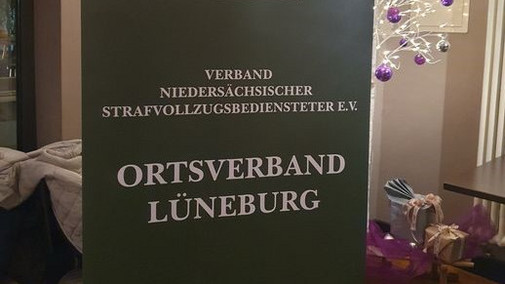 VERBAND
NIEDERSÄCHSISCHER
STRAFVOLLZUGSBEDIENSTETER E.V.
ORTSVERBAND
LÜNEBURG